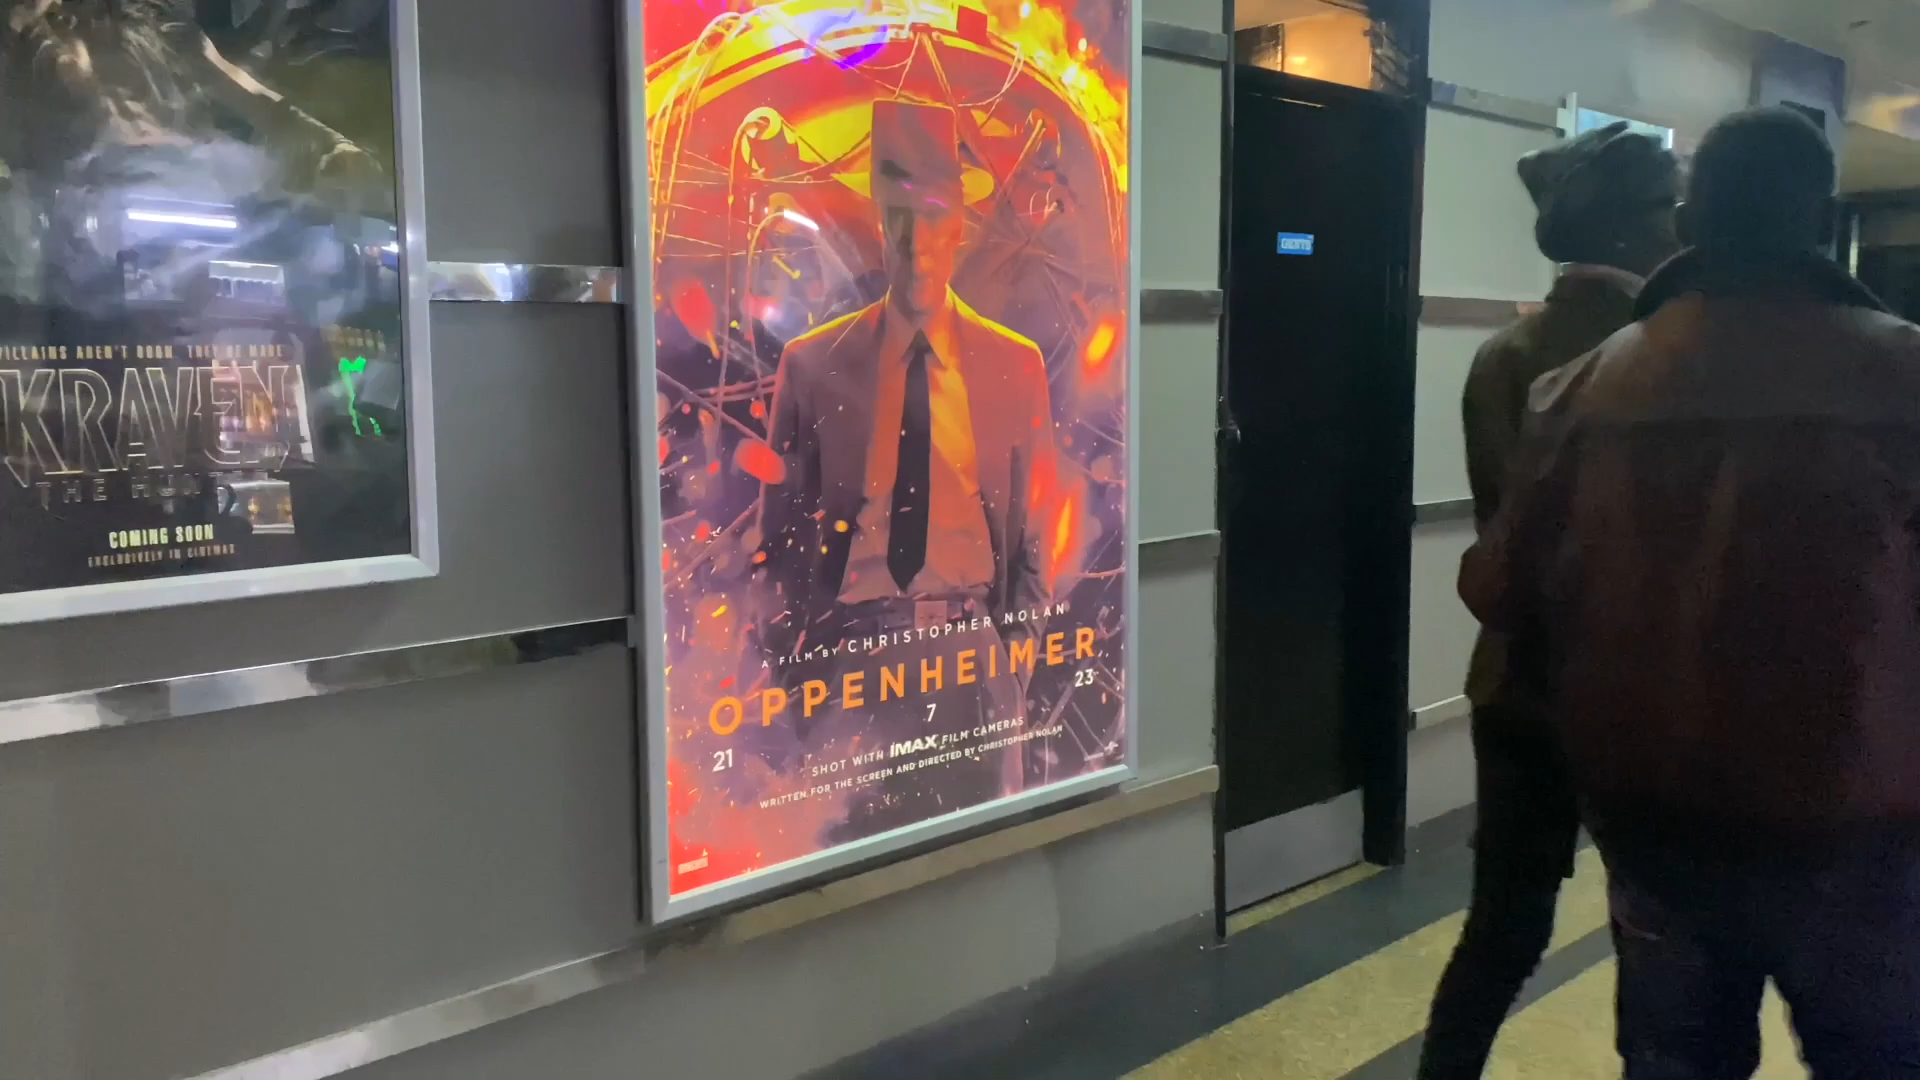 VILLAINS AREN'T BORN. THEY'RE MADE
KRAVEN
THE HUNTER
COMING SOON
EXCLUSIVELY IN CINEMAS
A FILM BY CHRISTOPHER NOLAN
OPPENHEIMER
21 7 23
SHOT WITH IMAX FILM CAMERAS
WRITTEN FOR THE SCREEN AND DIRECTED BY CHRISTOPHER NOLAN
GENTS